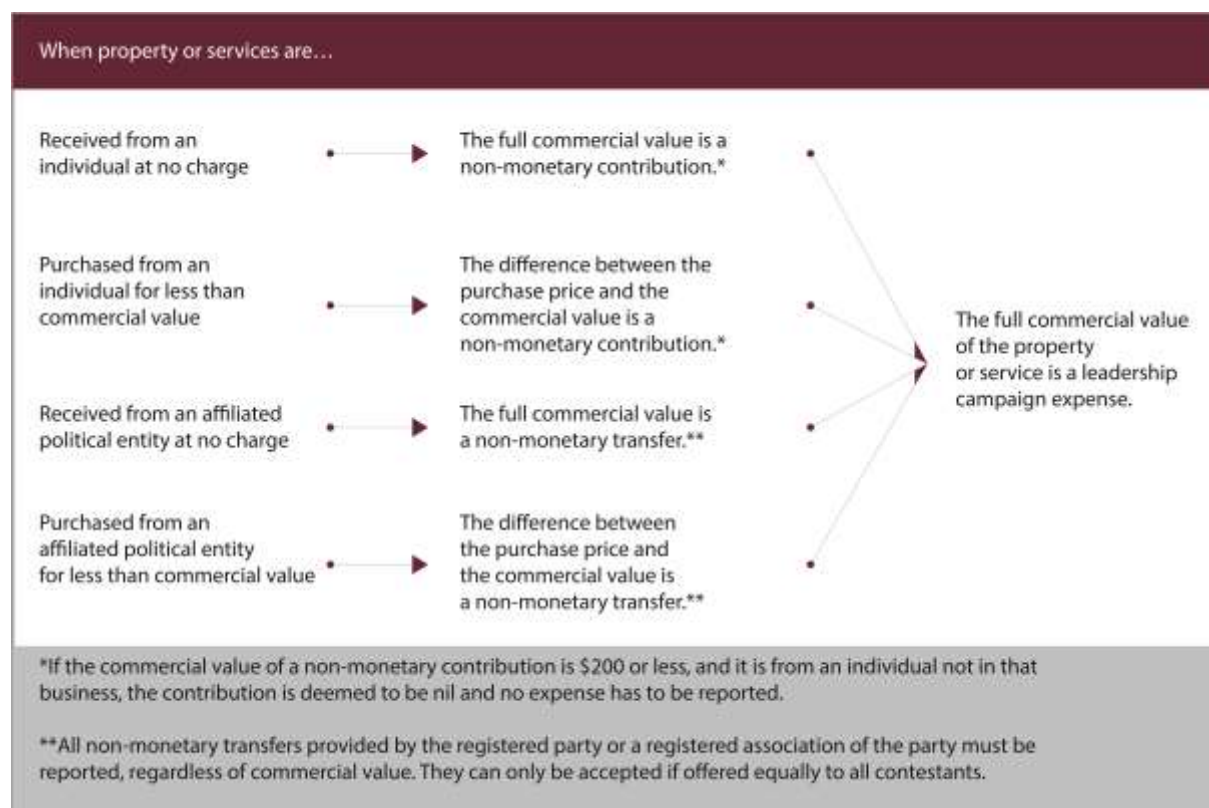 When property or services are…
Received from an
individual at no charge
The full commercial value is a
non-monetary contribution.*
Purchased from an
individual for less than
commercial value
The difference between the
purchase price and the
commercial value is a
non-monetary contribution.*
Received from an affiliated
political entity at no charge
The full commercial value is
a non-monetary transfer.**
Purchased from an
affiliated political entity
for less than commercial value
The difference between
the purchase price and
the commercial value is
a non-monetary transfer.**
The full commercial value
of the property
or service is a leadership
campaign expense.
*If the commercial value of a non-monetary contribution is $200 or less, and it is from an individual not in that
business, the contribution is deemed to be nil and no expense has to be reported.
**All non-monetary transfers provided by the registered party or a registered association of the party must be
reported, regardless of commercial value. They can only be accepted if offered equally to all contestants.